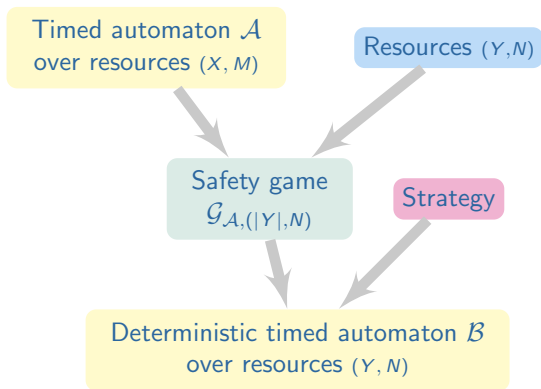 Timed automaton 𝒜
over resources (X, M)
Resources (Y,N)
Safety game
𝒢𝒜,(|Y|,N)
Strategy
Deterministic timed automaton ℬ
over resources (Y, N)